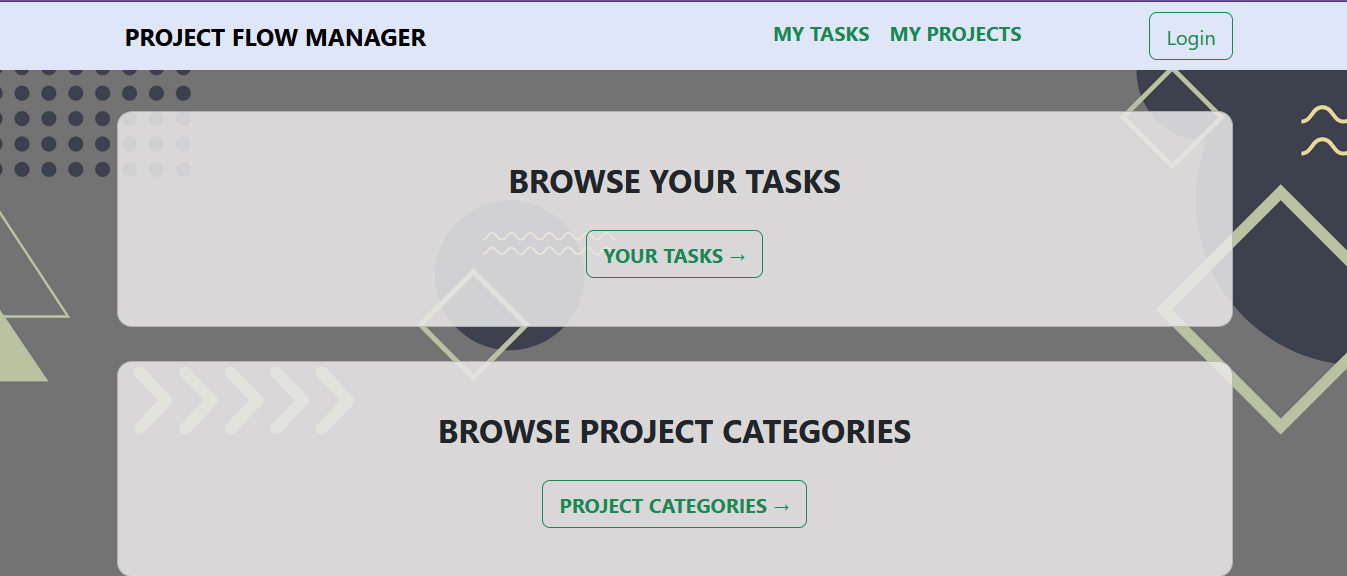 PROJECT FLOW MANAGER
MY TASKS MY PROJECTS
Login
BROWSE YOUR TASKS
YOUR TASKS →
BROWSE PROJECT CATEGORIES
PROJECT CATEGORIES →